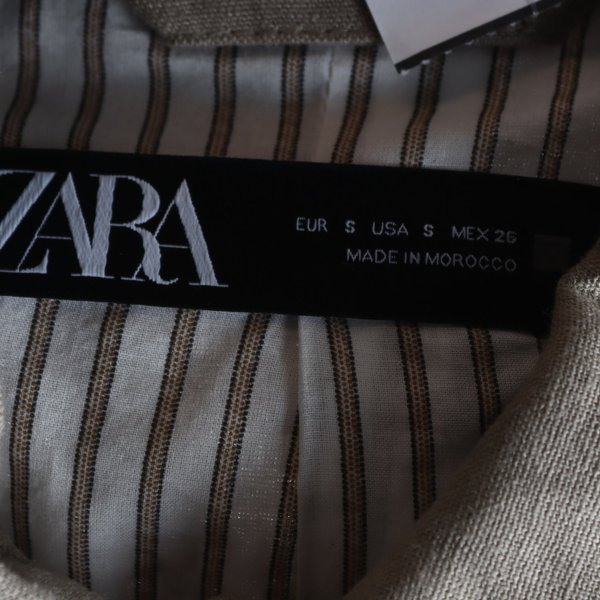 ZARA
EUR S USA S MEX 26
MADE IN MOROCCO